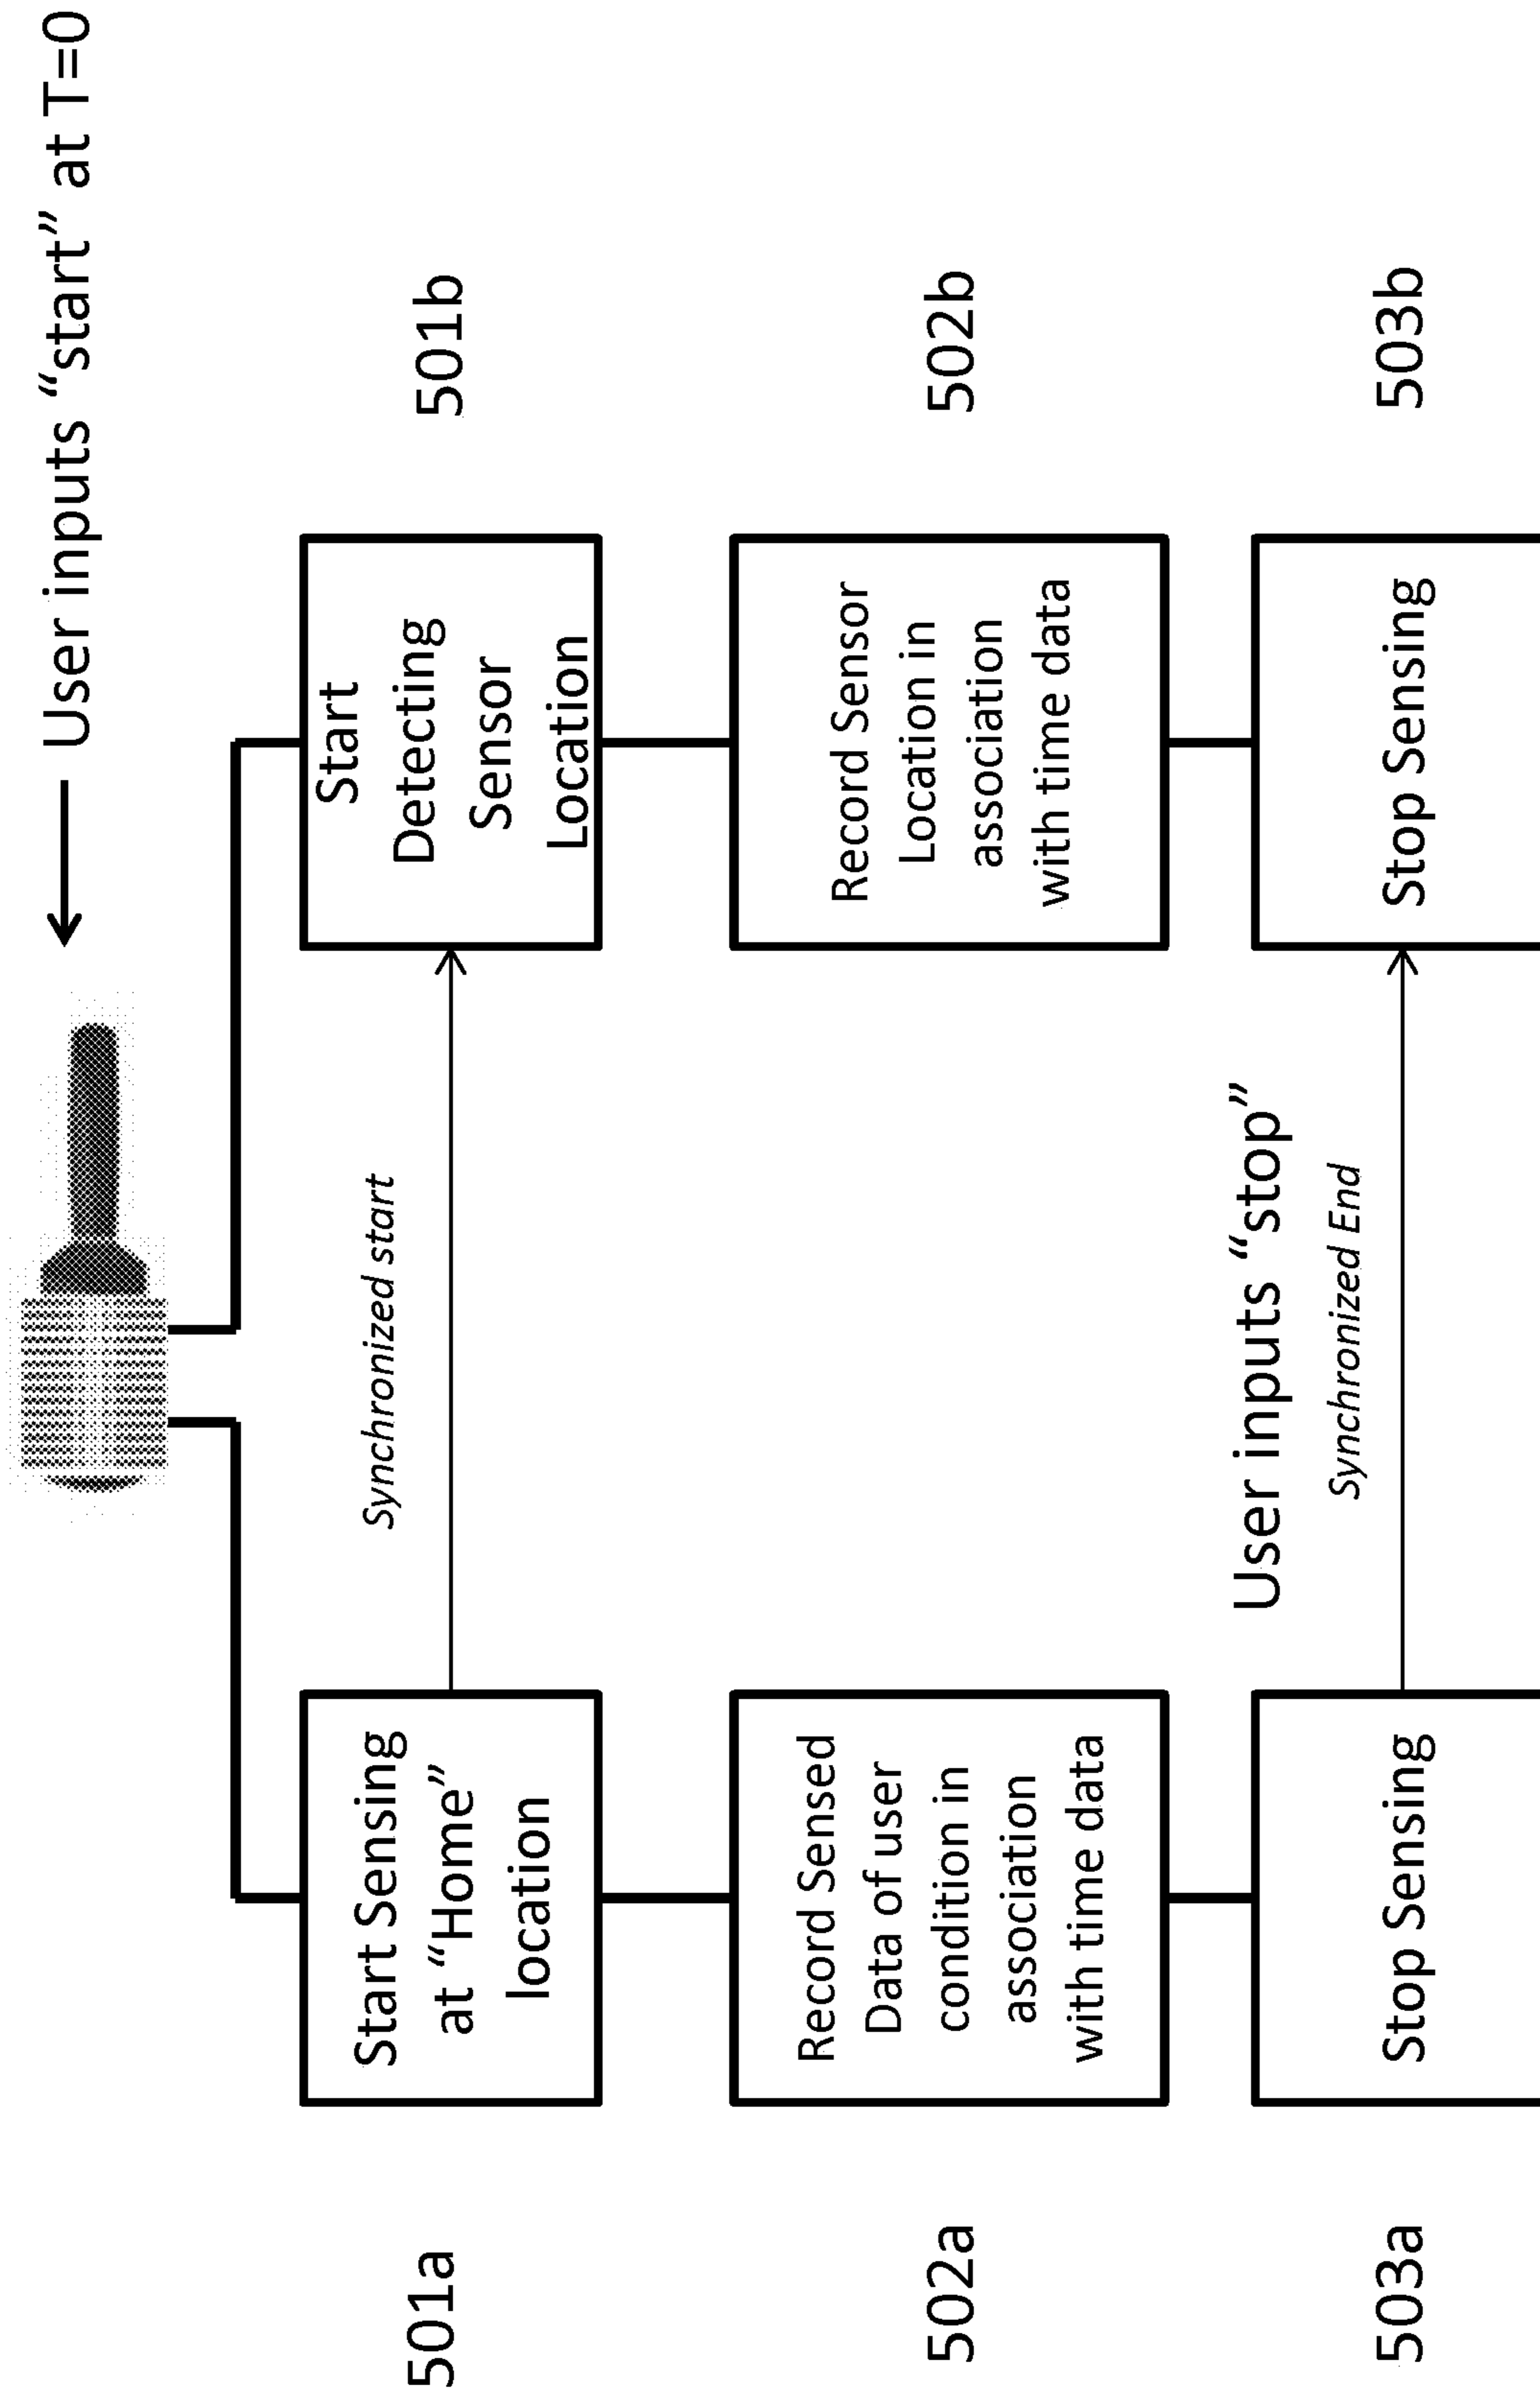 User inputs “start” at T=0
Synchronized start
501a
Start Sensing
at “Home”
location
Start
Detecting
Sensor
Location
501b
502a
Record Sensed
Data of user
condition in
association
with time data
Record Sensor
Location in
association
with time data
502b
User inputs “stop”
Synchronized End
503a
Stop Sensing
Stop Sensing
503b